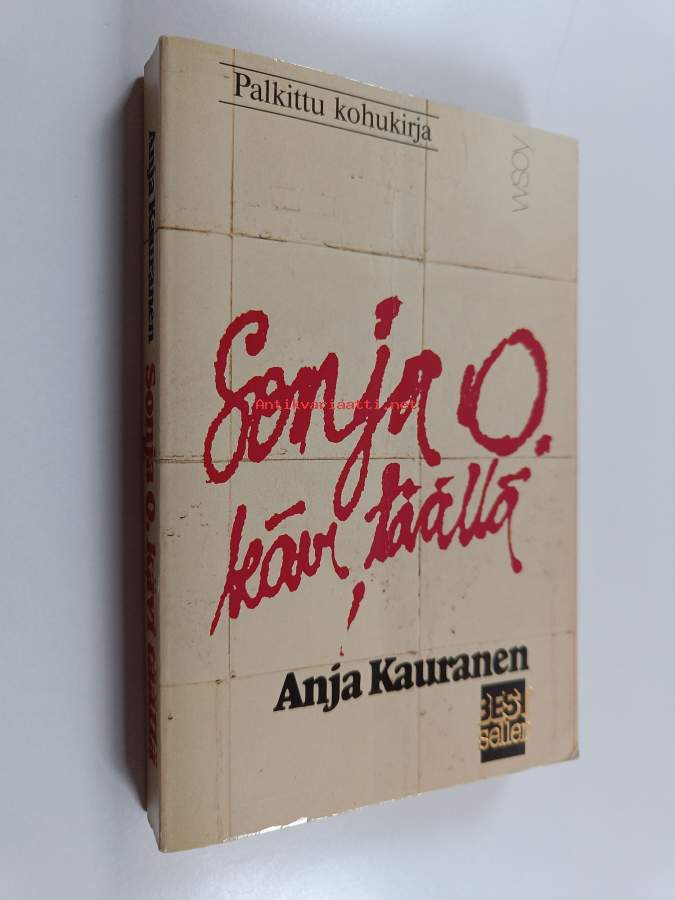 Palkittu kohukirja
wsoy
Sonja O.
kävi täällä
Anja Kauranen
BEST
seller
Anja Kauranen Sonja O. kävi täällä
Antikvariaatti.net